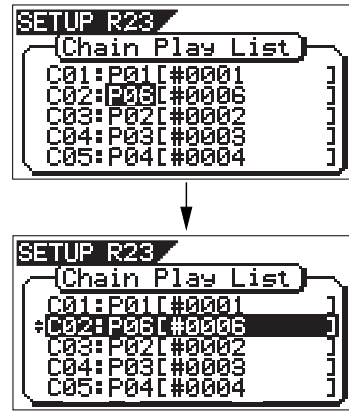 SETUP R23
Chain Play List
C01:P01[#0001 ]
C02:P06[#0006 ]
C03:P02[#0002 ]
C04:P03[#0003 ]
C05:P04[#0004 ]
SETUP R23
Chain Play List
C01:P01[#0001 ]
C02:P06[#0006 ]
C03:P02[#0002 ]
C04:P03[#0003 ]
C05:P04[#0004 ]